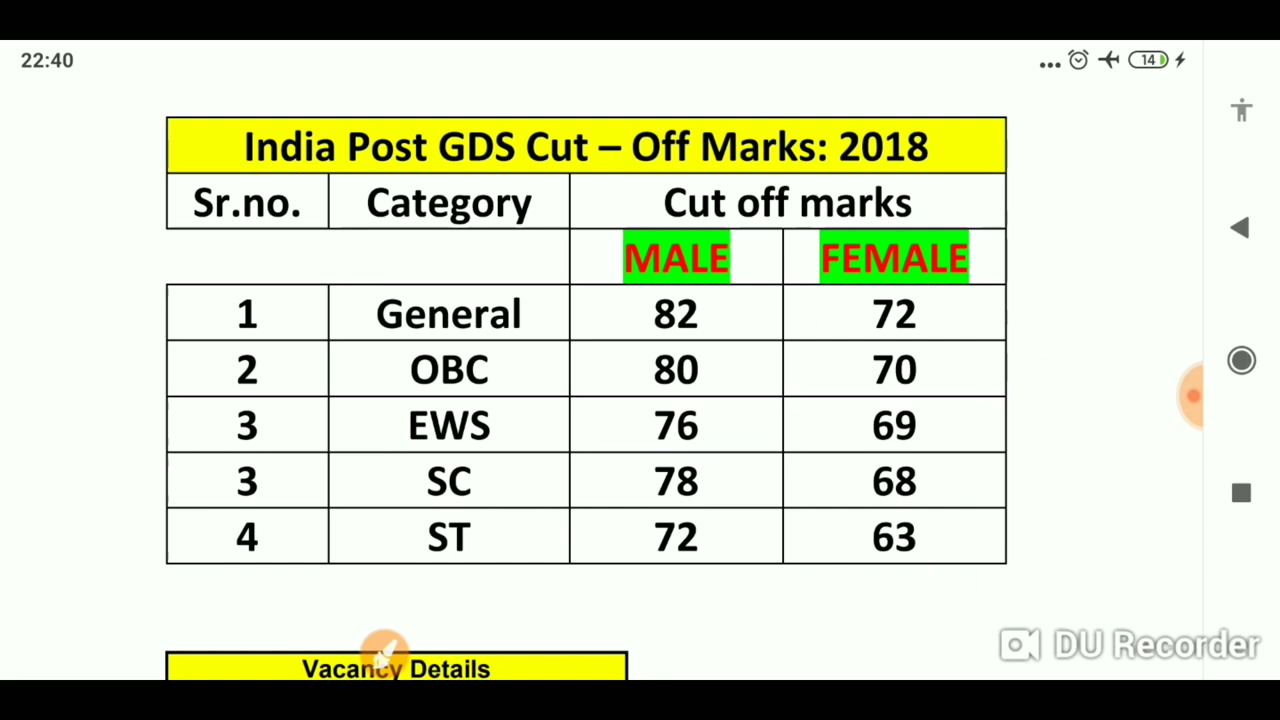 22:40
14
India Post GDS Cut – Off Marks: 2018
Sr.no. Category Cut off marks
MALE FEMALE
1 General 82 72
2 OBC 80 70
3 EWS 76 69
3 SC 78 68
4 ST 72 63
DU Recorder
Vacancy Details